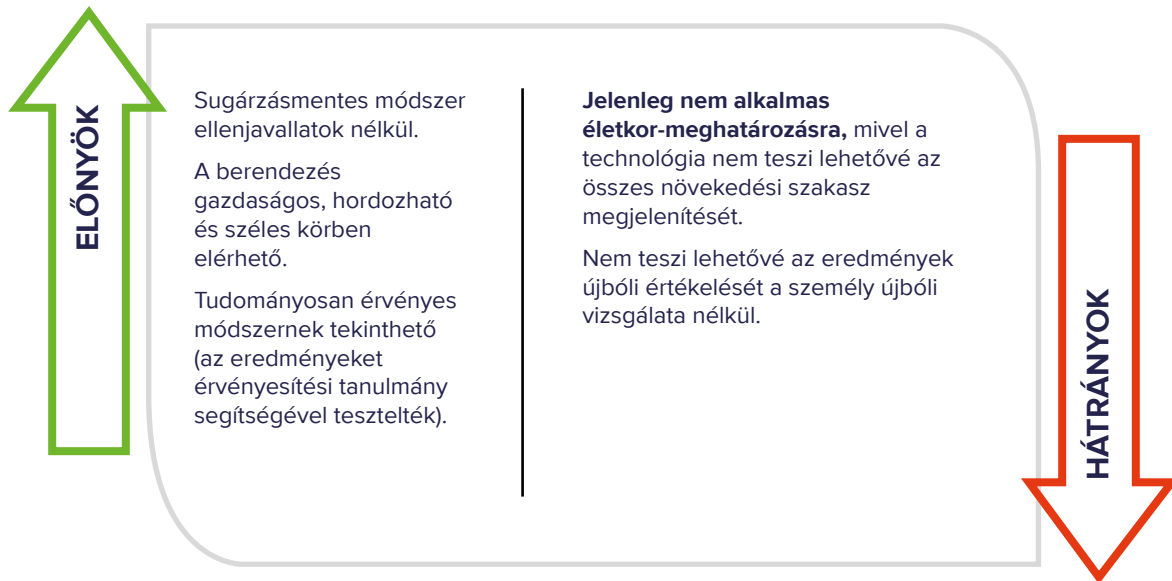 ELŐNYÖK
Sugárzásmentes módszer
ellenjavallatok nélkül.
A berendezés
gazdaságos, hordozható
és széles körben
elérhető.
Tudományosan érvényes
módszernek tekinthető
(az eredményeket
érvényesítési tanulmány
segítségével tesztelték).
Jelenleg nem alkalmas
életkor-meghatározásra, mivel a
technológia nem teszi lehetővé az
összes növekedési szakasz
megjelenítését.
Nem teszi lehetővé az eredmények
újbóli értékelését a személy újbóli
vizsgálata nélkül.
HÁTRÁNYOK